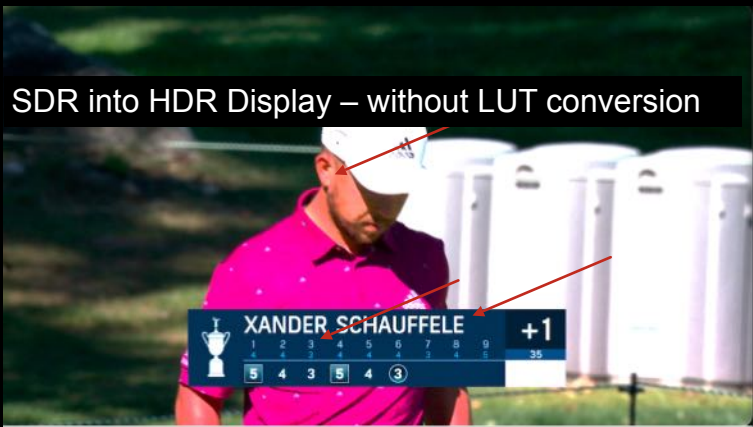 SDR into HDR Display – without LUT conversion
XANDER SCHAUFFELE +1
1 2 3 4 5 6 7 8 9
4 4 3 4 4 4 3 4 5 35
5 4 3 5 4 3